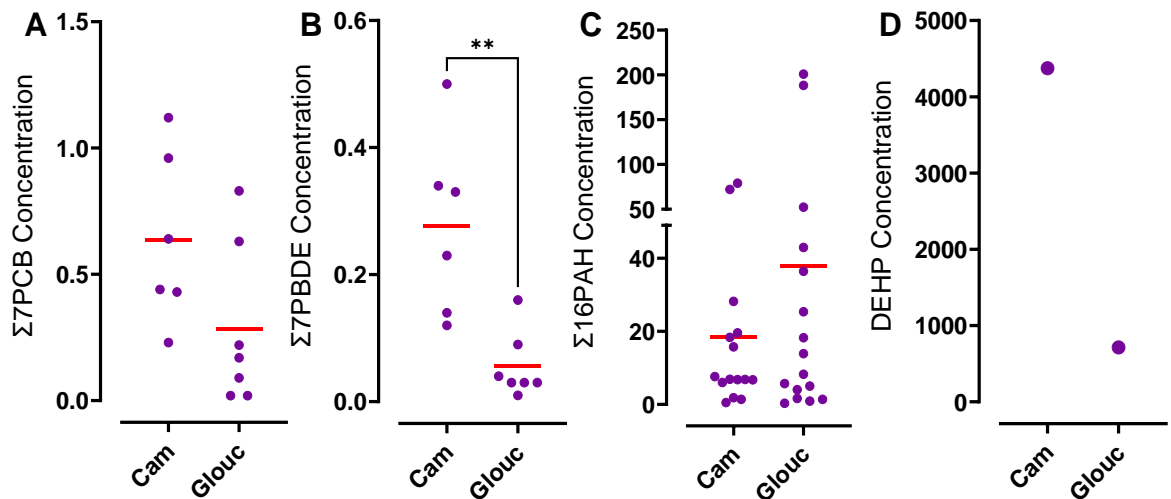 A
Σ7PCB Concentration
1.5
1.0
0.5
0.0
Cam
Glouc
B
Σ7PBDE Concentration
0.6
0.4
0.2
0.0
**
Cam
Glouc
C
Σ16PAH Concentration
250
200
150
100
50
40
20
0
Cam
Glouc
D
DEHP Concentration
5000
4000
3000
2000
1000
0
Cam
Glouc